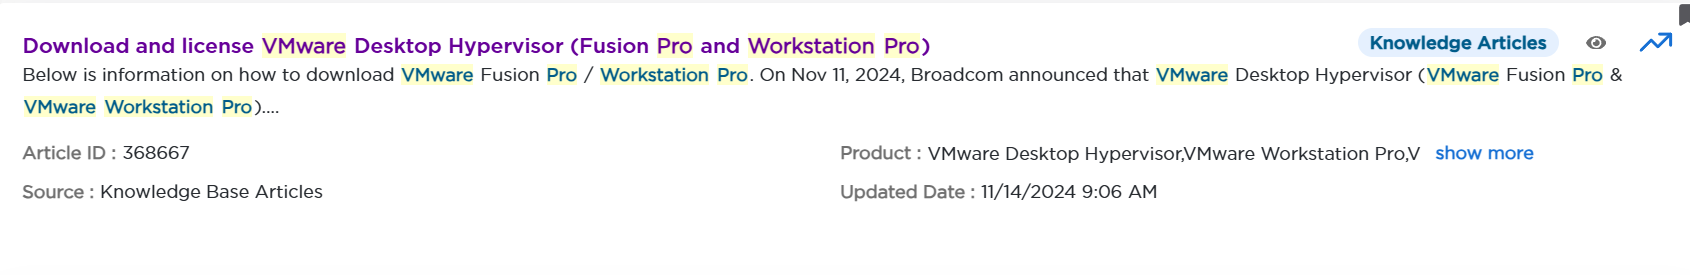 Download and license VMware Desktop Hypervisor (Fusion Pro and Workstation Pro)
Knowledge Articles
Below is information on how to download VMware Fusion Pro / Workstation Pro. On Nov 11, 2024, Broadcom announced that VMware Desktop Hypervisor (VMware Fusion Pro &
VMware Workstation Pro)....
Article ID : 368667
Product : VMware Desktop Hypervisor,VMware Workstation Pro,V show more
Source : Knowledge Base Articles
Updated Date : 11/14/2024 9:06 AM